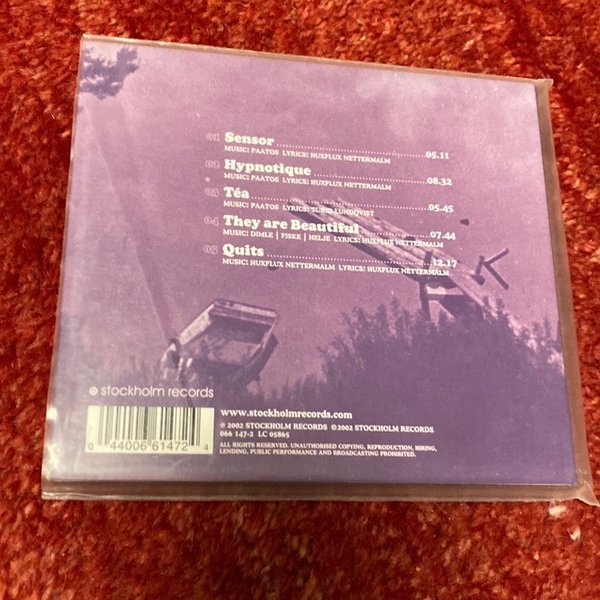 01 Sensor 05.11
MUSIC: PAATOS LYRICS: HUXFLUX NETTERMALM
02 Hypnotique 08.32
MUSIC: PAATOS LYRICS: HUXFLUX NETTERMALM
03 Téa 05.45
MUSIC: PAATOS LYRICS: TURID LUNDQVIST
04 They are Beautiful 07.44
MUSIC: DIMLE | FISKE | HELJE LYRICS: HUXFLUX NETTERMALM
05 Quits 12.17
MUSIC: HUXFLUX NETTERMALM LYRICS: HUXFLUX NETTERMALM
stockholm records
0 44006 61472 4
www.stockholmrecords.com
℗ 2002 STOCKHOLM RECORDS © 2002 STOCKHOLM RECORDS
066 147-2 LC 05865
ALL RIGHTS RESERVED. UNAUTHORISED COPYING, REPRODUCTION, HIRING,
LENDING, PUBLIC PERFORMANCE AND BROADCASTING PROHIBITED.